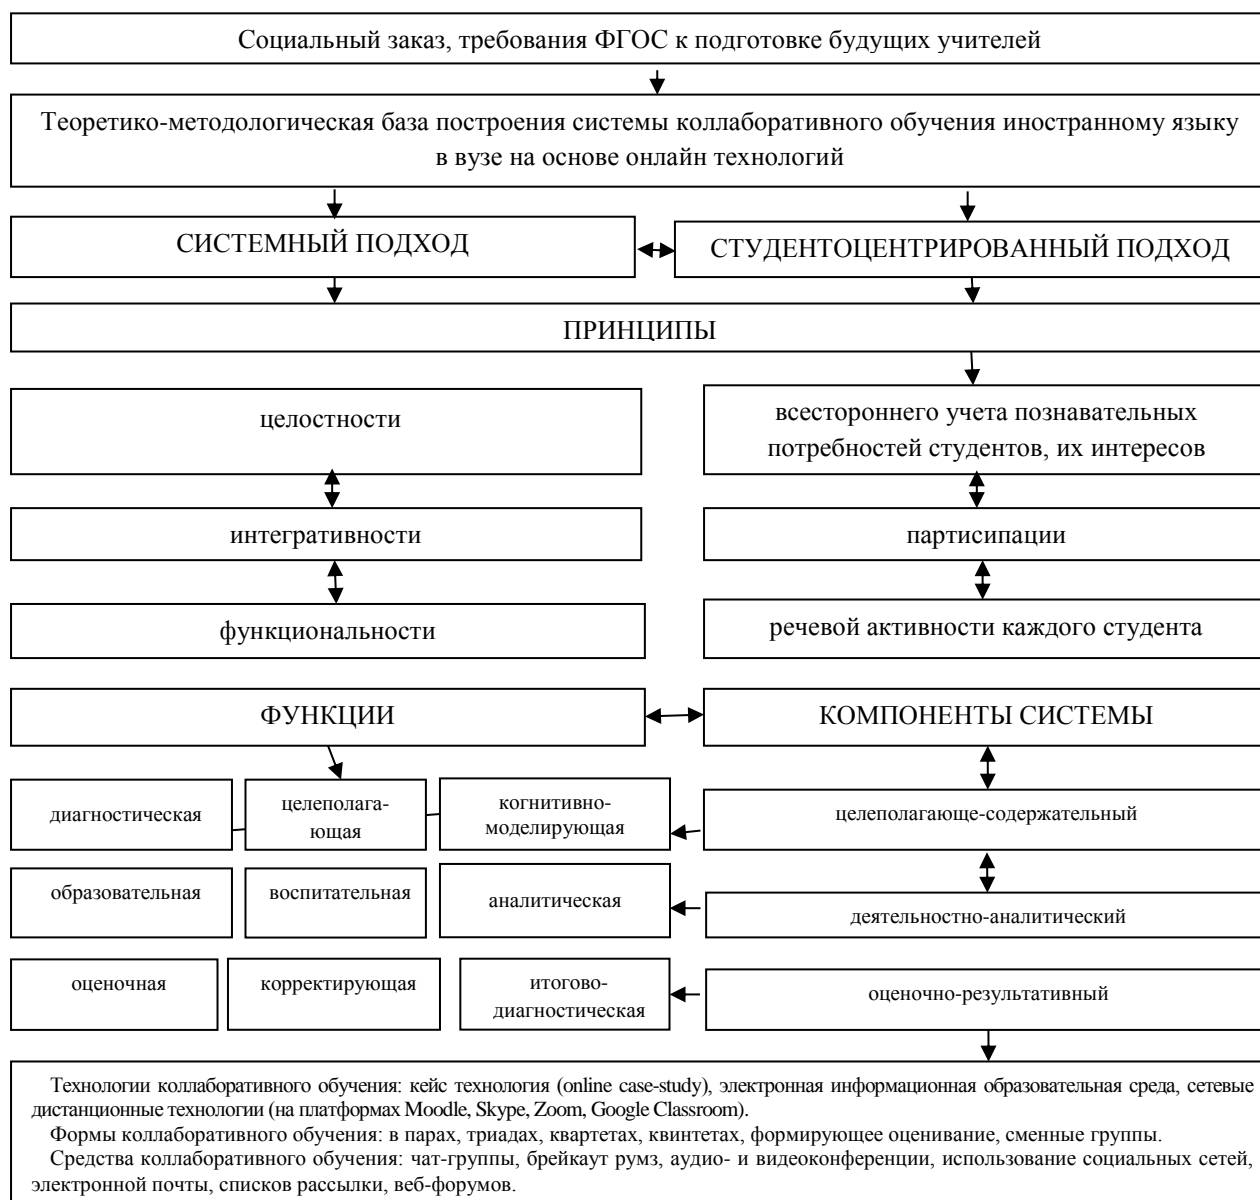 Социальный заказ, требования ФГОС к подготовке будущих учителей
Теоретико-методологическая база построения системы коллаборативного обучения иностранному языку
в вузе на основе онлайн технологий
СИСТЕМНЫЙ ПОДХОД
СТУДЕНТОЦЕНТРИРОВАННЫЙ ПОДХОД
ПРИНЦИПЫ
целостности
всестороннего учета познавательных
потребностей студентов, их интересов
интегративности
партисипации
функциональности
речевой активности каждого студента
ФУНКЦИИ
КОМПОНЕНТЫ СИСТЕМЫ
диагностическая
целеполага-
ющая
когнитивно-
моделирующая
целеполагающе-содержательный
образовательная
воспитательная
аналитическая
деятельностно-аналитический
оценочная
корректирующая
итогово-
диагностическая
оценочно-результативный
Технологии коллаборативного обучения: кейс технология (online case-study), электронная информационная образовательная среда, сетевые
дистанционные технологии (на платформах Moodle, Skype, Zoom, Google Classroom).
Формы коллаборативного обучения: в парах, триадах, квартетах, квинтетах, формирующее оценивание, сменные группы.
Средства коллаборативного обучения: чат-группы, брейкаут румз, аудио- и видеоконференции, использование социальных сетей,
электронной почты, списков рассылки, веб-форумов.